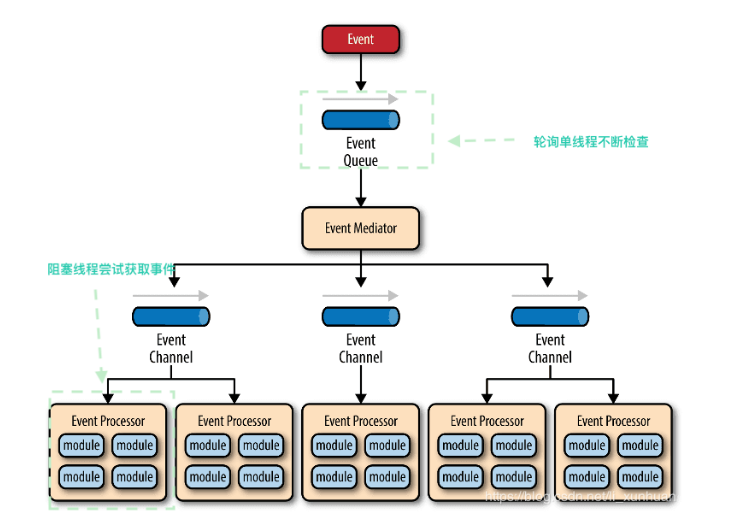 Event
Event
Queue
轮询单线程不断检查
Event Mediator
阻塞线程尝试获取事件
Event
Channel
Event
Channel
Event
Channel
Event Processor
module module
module module
Event Processor
module module
module module
Event Processor
module module
module module
Event Processor
module module
module module
Event Processor
module module
module module
https://blog.csdn.net/li_xunhuan